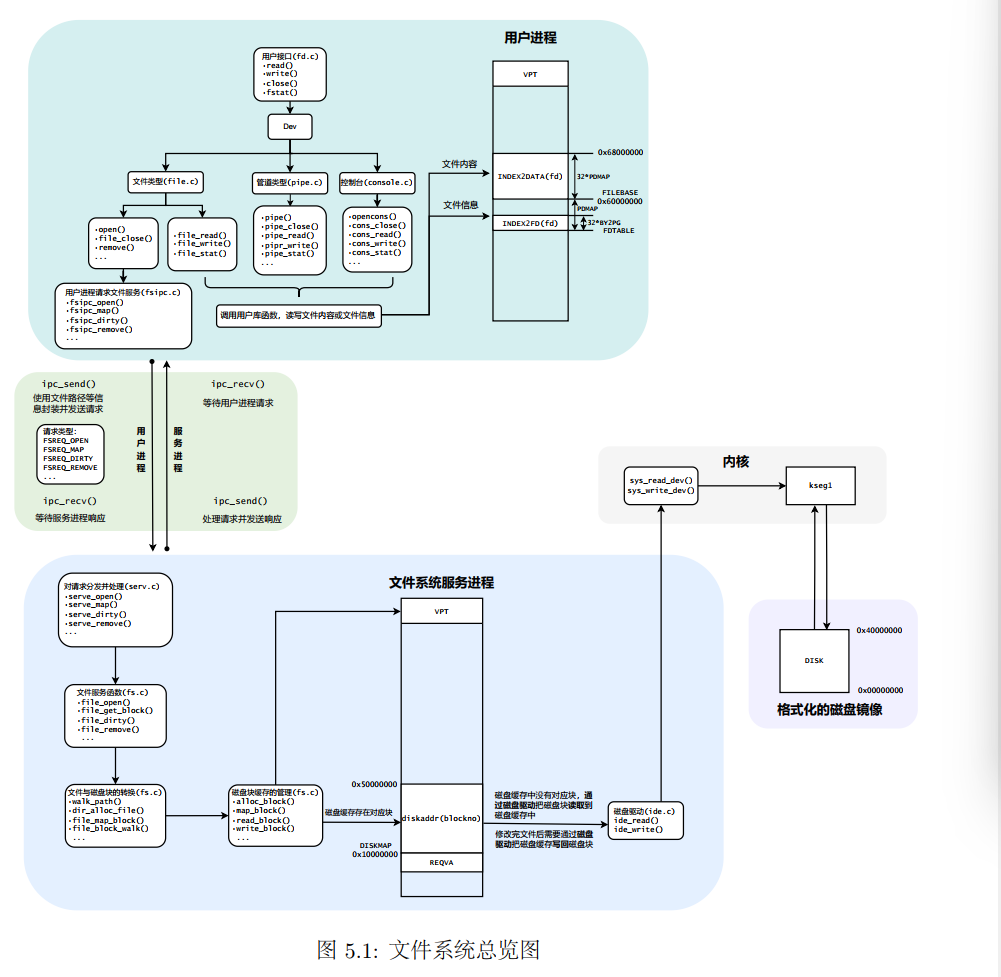 用户进程
用户接口(fd.c)
·read()
·write()
·close()
·fstat()
Dev
文件类型(file.c)
管道类型(pipe.c)
控制台(console.c)
·open()
·file_close()
·remove()
...
·file_read()
·file_write()
·file_stat()
·pipe()
·pipe_close()
·pipe_read()
·pipr_write()
·pipe_stat()
...
·opencons()
·cons_close()
·cons_read()
·cons_write()
·cons_stat()
...
用户进程请求文件服务(fsipc.c)
·fsipc_open()
·fsipc_map()
·fsipc_dirty()
·fsipc_remove()
...
调用用户库函数，读写文件内容或文件信息
文件内容
文件信息
VPT
INDEX2DATA(fd)
INDEX2FD(fd)
0x68000000
32*PDMAP
FILEBASE
0x60000000
PDMAP
32*BY2PG
FDTABLE
ipc_send()
使用文件路径等信
息封装并发送请求
请求类型:
FSREQ_OPEN
FSREQ_MAP
FSREQ_DIRTY
FSREQ_REMOVE
...
ipc_recv()
等待服务进程响应
用户进程
服务进程
ipc_recv()
等待用户进程请求
ipc_send()
处理请求并发送响应
内核
sys_read_dev()
sys_write_dev()
kseg1
文件系统服务进程
对请求分发并处理(serv.c)
·serve_open()
·serve_map()
·serve_dirty()
·serve_remove()
...
文件服务函数(fs.c)
·file_open()
·file_get_block()
·file_dirty()
·file_remove()
...
文件与磁盘块的转换(fs.c)
·walk_path()
·dir_alloc_file()
·file_map_block()
·file_block_walk()
...
磁盘块缓存的管理(fs.c)
·alloc_block()
·map_block()
·read_block()
·write_block()
...
磁盘缓存存在对应块
VPT
0x50000000
diskaddr(blockno)
DISKMAP
0x10000000
REQVA
磁盘缓存中没有对应块，通
过磁盘驱动把磁盘块读取到
磁盘缓存中
修改完文件后需要通过磁盘
驱动把磁盘缓存写回磁盘块
磁盘驱动(ide.c)
ide_read()
ide_write()
DISK
0x40000000
0x00000000
格式化的磁盘镜像
图 5.1: 文件系统总览图